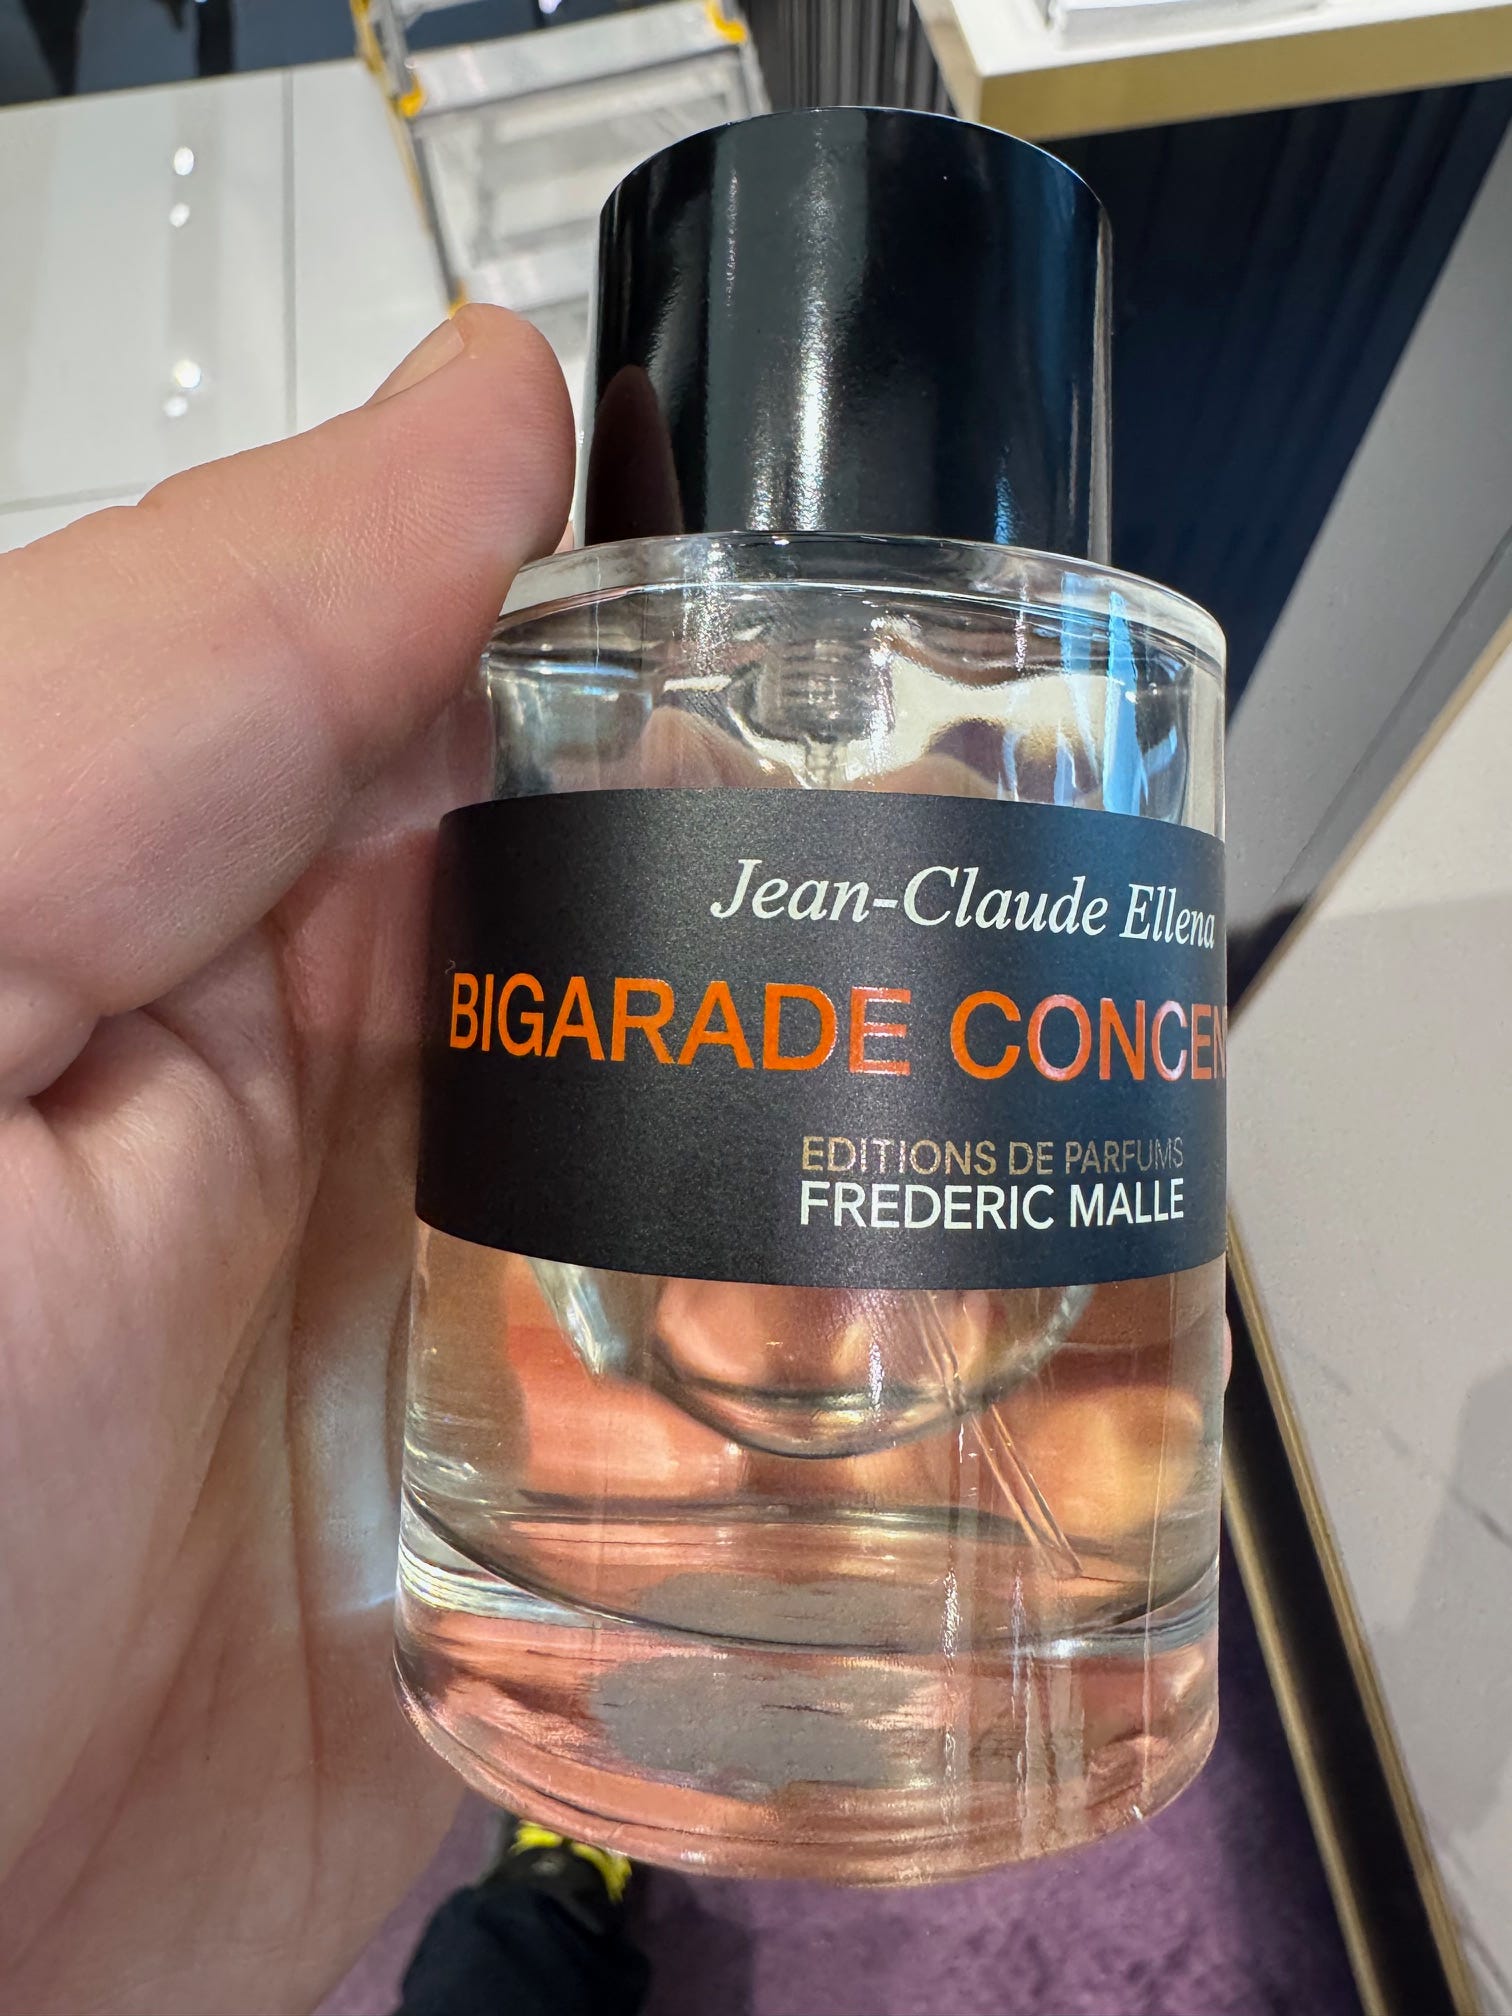 Jean-Claude Ellena
BIGARADE CONCEN
EDITIONS DE PARFUMS
FREDERIC MALLE